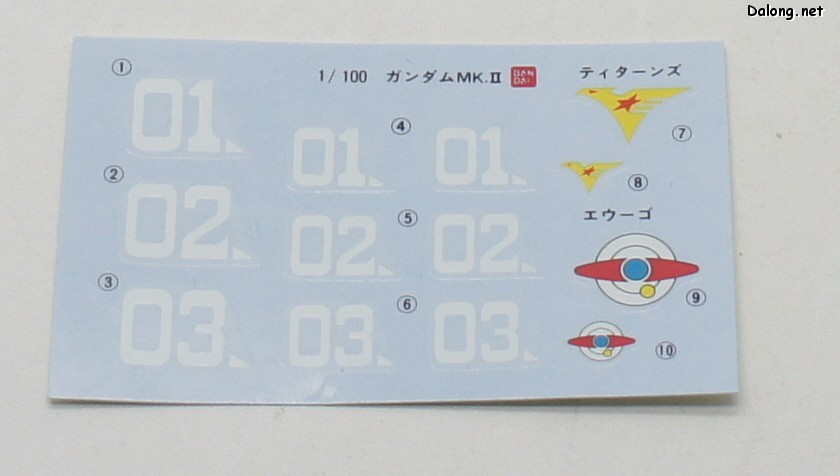 Dalong.net
1/100 ガンダムMK.II BAN DAI
ティターンズ
① 01
④ 01 01
⑦
② 02
⑧
⑤ 02 02
エウーゴ
③ 03
⑥ 03 03
⑨
⑩